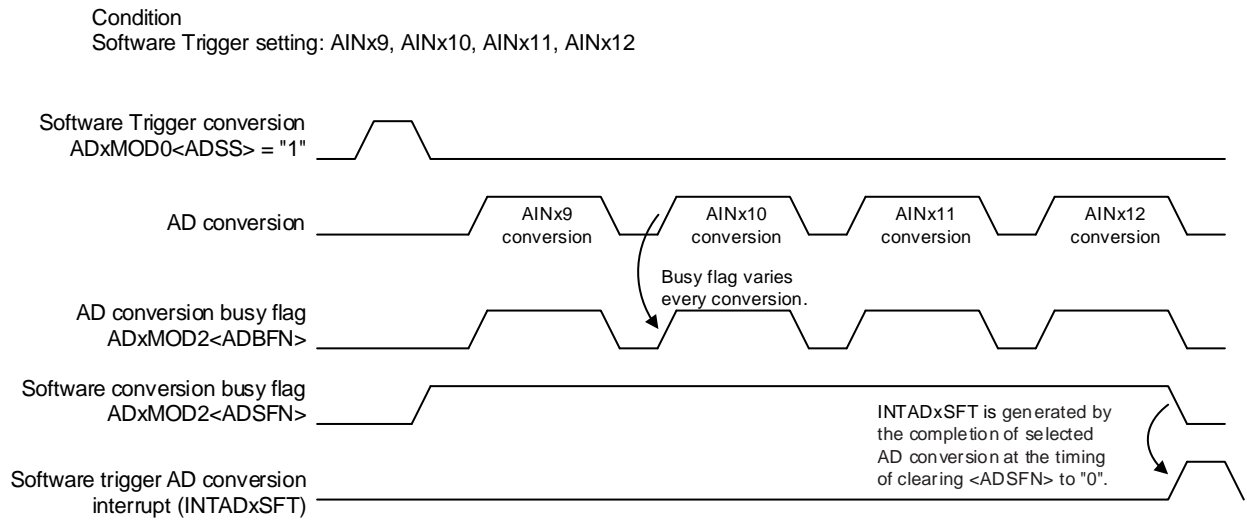 Condition
Software Trigger setting: AINx9, AINx10, AINx11, AINx12
Software Trigger conversion
ADxMOD0<ADSS> = "1"
AD conversion
AINx9
conversion
AINx10
conversion
AINx11
conversion
AINx12
conversion
Busy flag varies
every conversion.
AD conversion busy flag
ADxMOD2<ADBFN>
Software conversion busy flag
ADxMOD2<ADSFN>
INTADxSFT is generated by
the completion of selected
AD conversion at the timing
of clearing <ADSFN> to "0".
Software trigger AD conversion
interrupt (INTADxSFT)